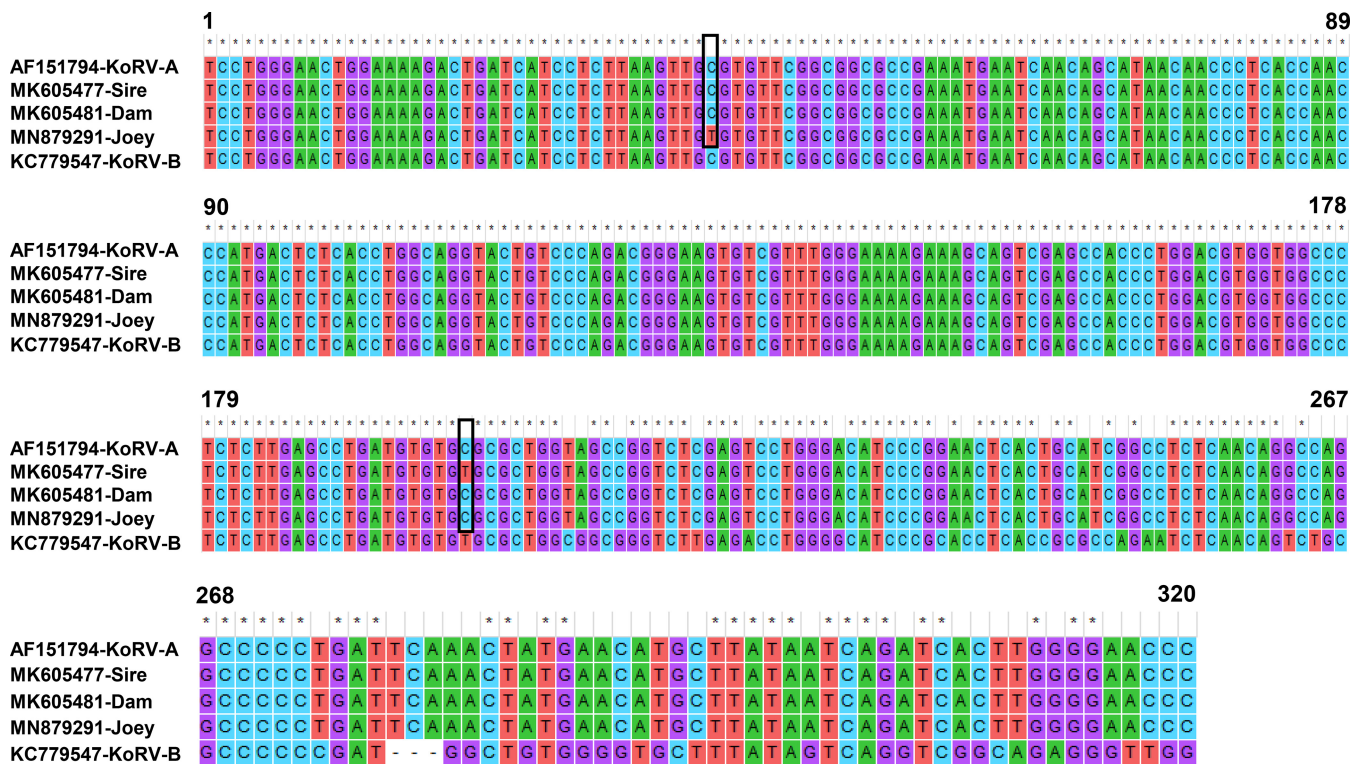 1 89
AF151794-KoRV-A TCCTGGGAACTGGAAAAGACTGATCATCCTCTTAAGTTGCGTGTTCGGCGGCGCCGAAATGAATCAACAGCATAACAACCCTCACCAAC
MK605477-Sire TCCTGGGAACTGGAAAAGACTGATCATCCTCTTAAGTTGCGTGTTCGGCGGCGCCGAAATGAATCAACAGCATAACAACCCTCACCAAC
MK605481-Dam TCCTGGGAACTGGAAAAGACTGATCATCCTCTTAAGTTGCGTGTTCGGCGGCGCCGAAATGAATCAACAGCATAACAACCCTCACCAAC
MN879291-Joey TCCTGGGAACTGGAAAAGACTGATCATCCTCTTAAGTTGTGTGTTCGGCGGCGCCGAAATGAATCAACAGCATAACAACCCTCACCAAC
KC779547-KoRV-B TCCTGGGAACTGGAAAAGACTGATCATCCTCTTAAGTTGCGTGTTCGGCGGCGCCGAAATGAATCAACAGCATAACAACCCTCACCAAC
90 178
AF151794-KoRV-A CCATGACTCTCACCTGGCAGGTACTGTCCCAGACGGGAAGTGTCGTTTGGGAAAAGAAAGCAGTCGAGCCACCCTGGACGTGGTGGCCC
MK605477-Sire CCATGACTCTCACCTGGCAGGTACTGTCCCAGACGGGAAGTGTCGTTTGGGAAAAGAAAGCAGTCGAGCCACCCTGGACGTGGTGGCCC
MK605481-Dam CCATGACTCTCACCTGGCAGGTACTGTCCCAGACGGGAAGTGTCGTTTGGGAAAAGAAAGCAGTCGAGCCACCCTGGACGTGGTGGCCC
MN879291-Joey CCATGACTCTCACCTGGCAGGTACTGTCCCAGACGGGAAGTGTCGTTTGGGAAAAGAAAGCAGTCGAGCCACCCTGGACGTGGTGGCCC
KC779547-KoRV-B CCATGACTCTCACCTGGCAGGTACTGTCCCAGACGGGAAGTGTCGTTTGGGAAAAGAAAGCAGTCGAGCCACCCTGGACGTGGTGGCCC
179 267
AF151794-KoRV-A TCTCTTGAGCCTGATGTGTGCGCGCTGGTAGCCGGTCTCGAGTCCTGGGACATCCCGGAACTCACTGCATCGGCCTCTCAACAGGCCAG
MK605477-Sire TCTCTTGAGCCTGATGTGTGTGCGCTGGTAGCCGGTCTCGAGTCCTGGGACATCCCGGAACTCACTGCATCGGCCTCTCAACAGGCCAG
MK605481-Dam TCTCTTGAGCCTGATGTGTGCGCGCTGGTAGCCGGTCTCGAGTCCTGGGACATCCCGGAACTCACTGCATCGGCCTCTCAACAGGCCAG
MN879291-Joey TCTCTTGAGCCTGATGTGTGCGCGCTGGTAGCCGGTCTCGAGTCCTGGGACATCCCGGAACTCACTGCATCGGCCTCTCAACAGGCCAG
KC779547-KoRV-B TCTCTTGAGCCTGATGTGTGTGCGCTGGCGGCGGGTCTTGAGACCTGGGGCATCCCGCACCTCACCGCGCCAGAATCTCAACAGTCTGC
268 320
AF151794-KoRV-A GCCCCCTGATTCAAACTATGAACATGCTTATAATCAGATCACTTGGGGAACCC
MK605477-Sire GCCCCCTGATTCAAACTATGAACATGCTTATAATCAGATCACTTGGGGAACCC
MK605481-Dam GCCCCCTGATTCAAACTATGAACATGCTTATAATCAGATCACTTGGGGAACCC
MN879291-Joey GCCCCCTGATTCAAACTATGAACATGCTTATAATCAGATCACTTGGGGAACCC
KC779547-KoRV-B GCCCCCCGAT---GGCTGTGGGGTGCTTTATAGTCAGGTCGGCAGAGGGTTGG